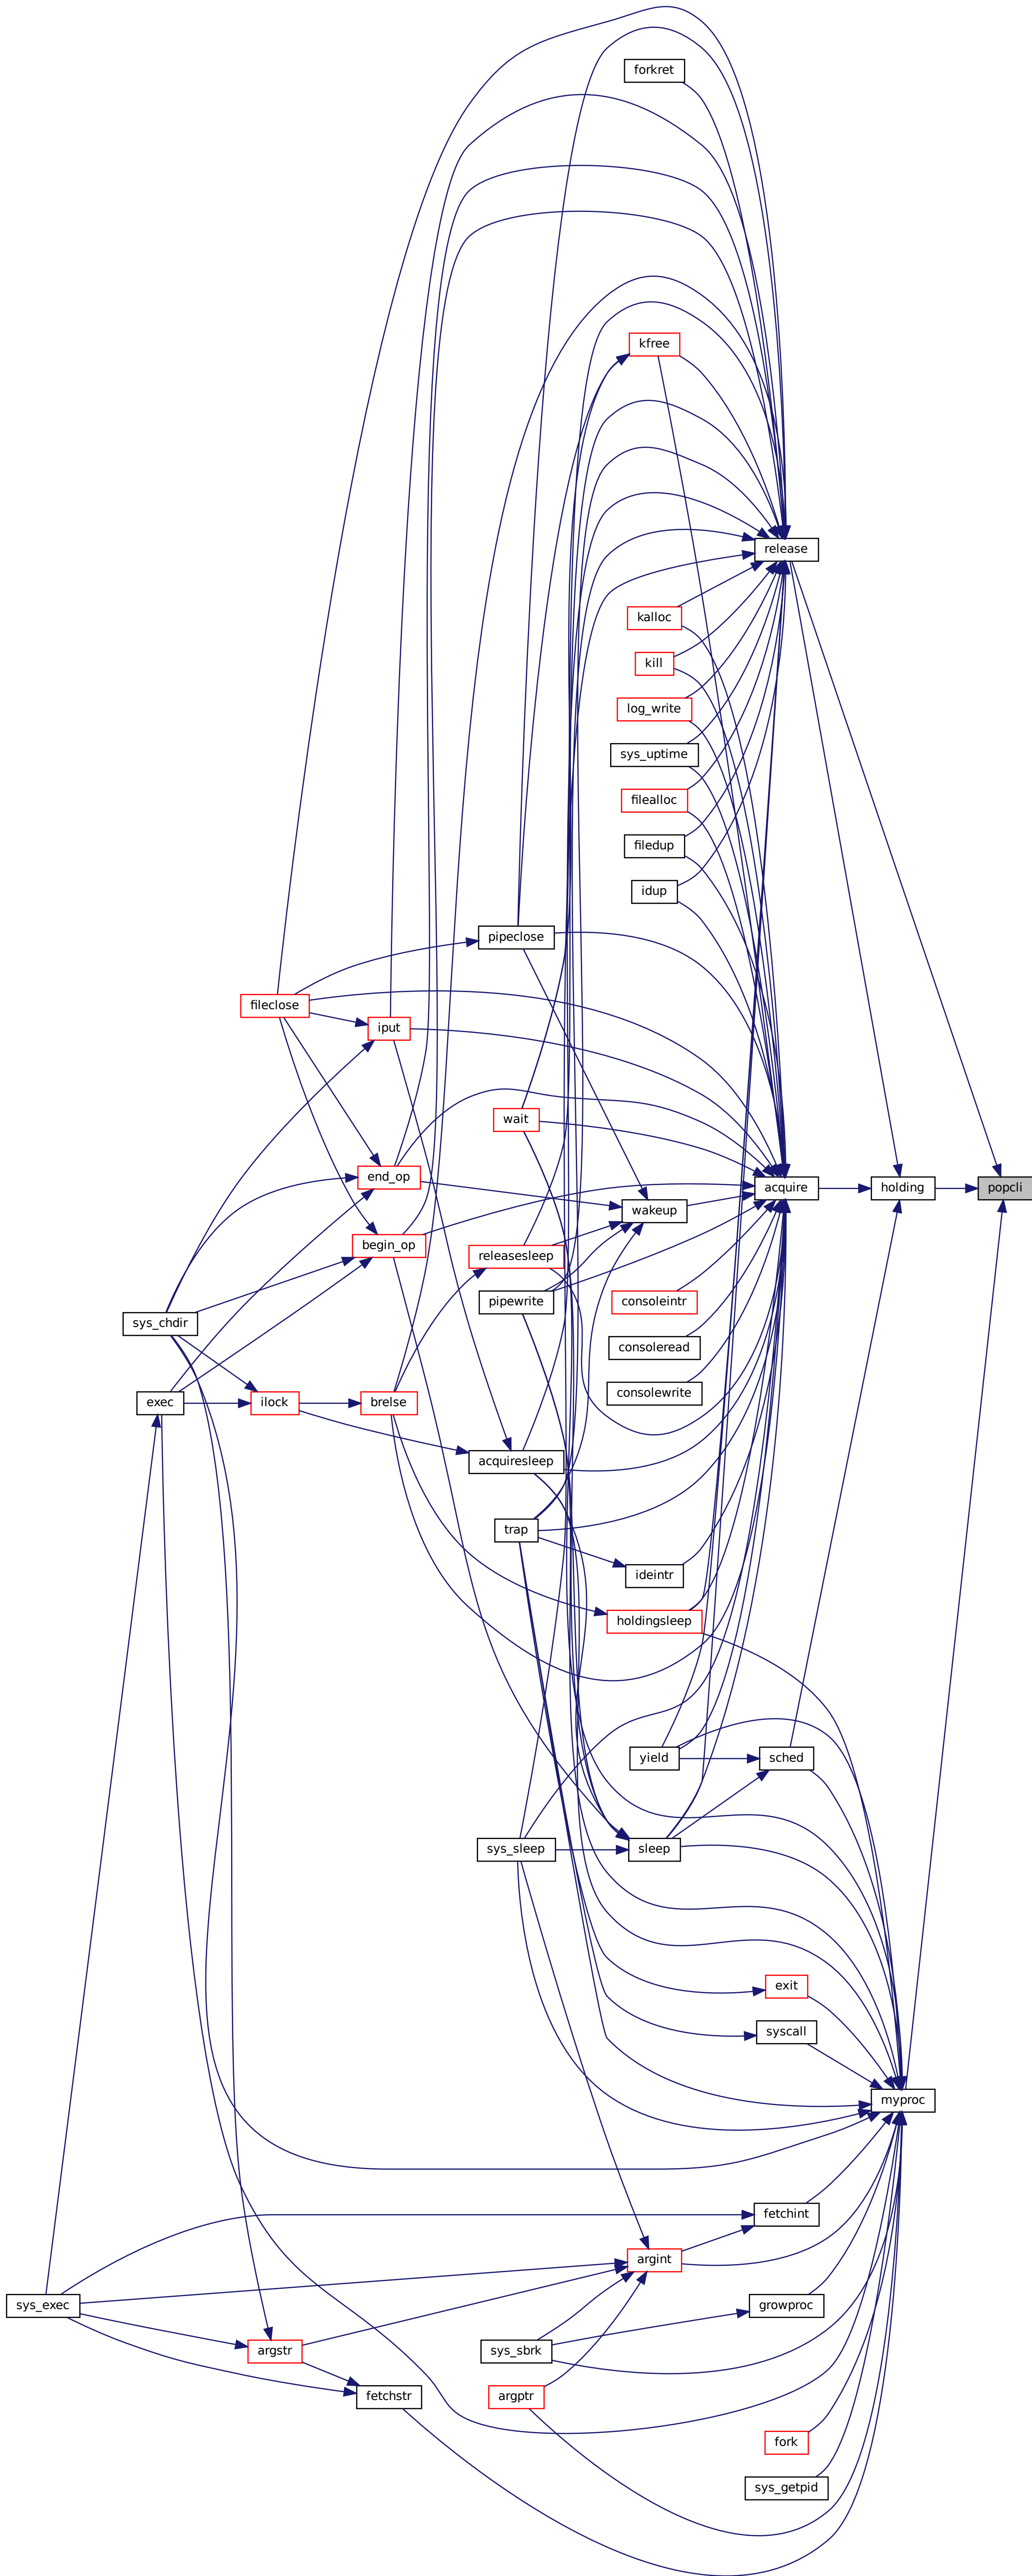 forkret
kfree
release
kalloc
kill
log_write
sys_uptime
filealloc
filedup
idup
pipeclose
fileclose
iput
wait
end_op
acquire
holding
popcli
wakeup
begin_op
releasesleep
pipewrite
consoleintr
sys_chdir
consoleread
consolewrite
exec
ilock
brelse
acquiresleep
trap
ideintr
holdingsleep
yield
sched
sys_sleep
sleep
exit
syscall
myproc
fetchint
argint
sys_exec
growproc
argstr
sys_sbrk
fetchstr
argptr
fork
sys_getpid